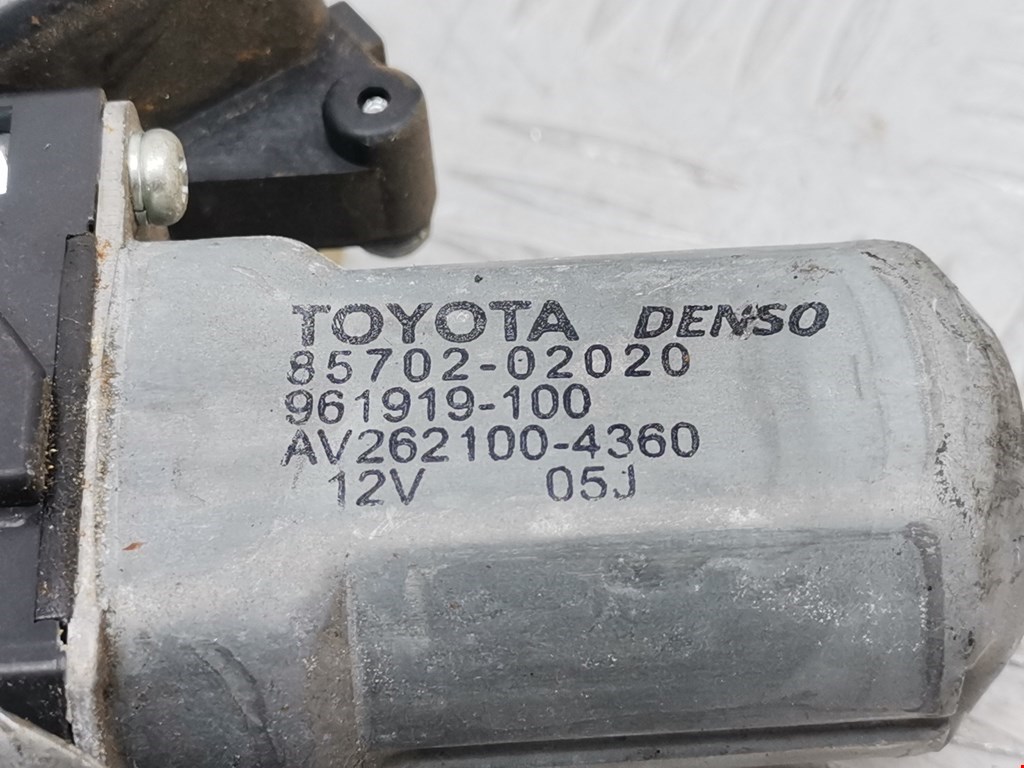 TOYOTA DENSO
85702-02020
961919-100
AV262100-4360
12V 05J